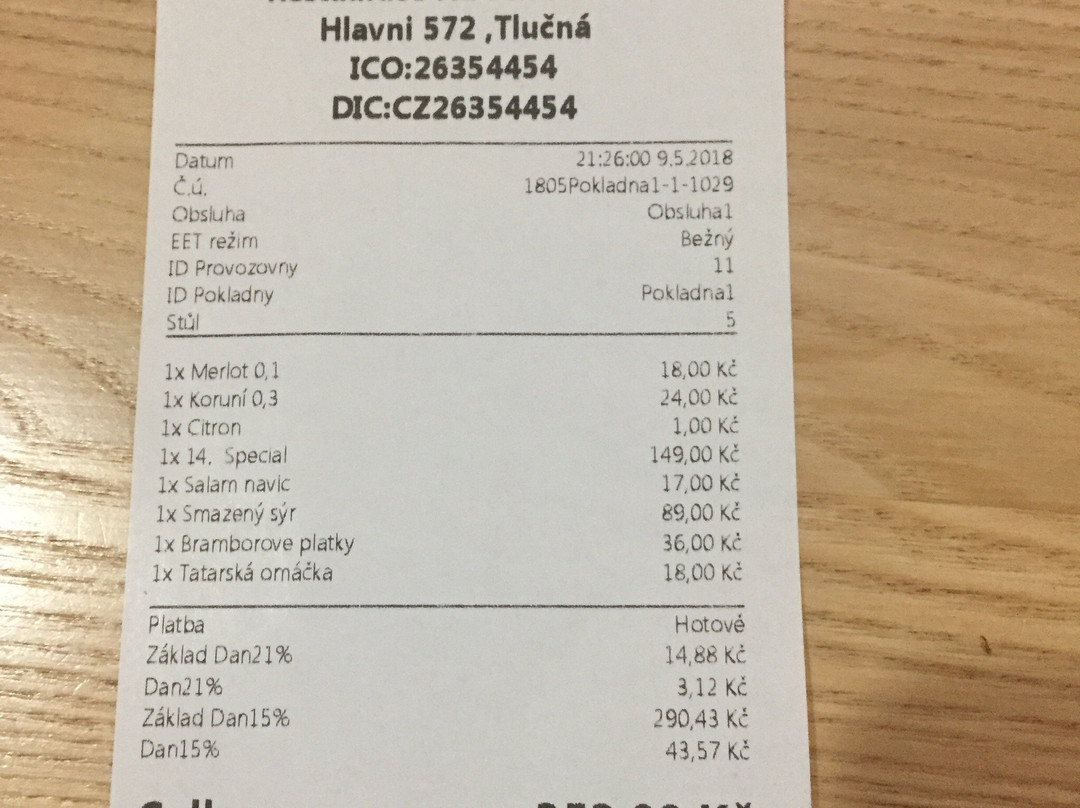 Hlavni 572 ,Tlučná
ICO:26354454
DIC:CZ26354454
Datum 21:26:00 9.5.2018
Č.ú. 1805Pokladna1-1-1029
Obsluha Obsluha1
EET režim Bežný
ID Provozovny 11
ID Pokladny Pokladna1
Stůl 5
1x Merlot 0,1 18,00 Kč
1x Koruní 0,3 24,00 Kč
1x Citron 1,00 Kč
1x 14. Special 149,00 Kč
1x Salam navic 17,00 Kč
1x Smazený sýr 89,00 Kč
1x Bramborove platky 36,00 Kč
1x Tatarská omáčka 18,00 Kč
Platba Hotově
Základ Dan21% 14,88 Kč
Dan21% 3,12 Kč
Základ Dan15% 290,43 Kč
Dan15% 43,57 Kč